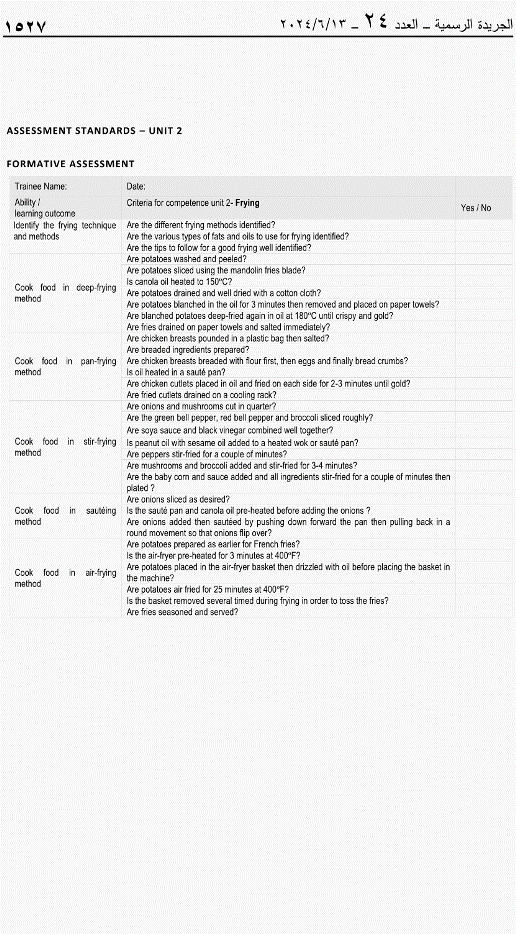 ١٥٢٧ الجريدة الرسمية – العدد ٢٤ – ٢٠٢٤/٦/١٣
ASSESSMENT STANDARDS – UNIT 2
FORMATIVE ASSESSMENT
Trainee Name: Date:
Ability / learning outcome Criteria for competence unit 2- Frying Yes / No
Identify the frying technique and methods
Are the different frying methods identified?
Are the various types of fats and oils to use for frying identified?
Are the tips to follow for a good frying well identified?
Cook food in deep-frying method
Are potatoes washed and peeled?
Are potatoes sliced using the mandolin fries blade?
Is canola oil heated to 150ºC?
Are potatoes drained and well dried with a cotton cloth?
Are potatoes blanched in the oil for 3 minutes then removed and placed on paper towels?
Are blanched potatoes deep-fried again in oil at 180ºC until crispy and gold?
Are fries drained on paper towels and salted immediately?
Cook food in pan-frying method
Are chicken breasts pounded in a plastic bag then salted?
Are breaded ingredients prepared?
Are chicken breasts breaded with flour first, then eggs and finally bread crumbs?
Is oil heated in a sauté pan?
Are chicken cutlets placed in oil and fried on each side for 2-3 minutes until gold?
Are fried cutlets drained on a cooling rack?
Cook food in stir-frying method
Are onions and mushrooms cut in quarter?
Are the green bell pepper, red bell pepper and broccoli sliced roughly?
Are soya sauce and black vinegar combined well together?
Is peanut oil with sesame oil added to a heated wok or sauté pan?
Are peppers stir-fried for a couple of minutes?
Are mushrooms and broccoli added and stir-fried for 3-4 minutes?
Are the baby corn and sauce added and all ingredients stir-fried for a couple of minutes then
plated ?
Cook food in sautéing method
Are onions sliced as desired?
Is the sauté pan and canola oil pre-heated before adding the onions ?
Are onions added then sautéed by pushing down forward the pan then pulling back in a
round movement so that onions flip over?
Cook food in air-frying method
Are potatoes prepared as earlier for French fries?
Is the air-fryer pre-heated for 3 minutes at 400ºF?
Are potatoes placed in the air-fryer basket then drizzled with oil before placing the basket in
the machine?
Are potatoes air fried for 25 minutes at 400ºF?
Is the basket removed several timed during frying in order to toss the fries?
Are fries seasoned and served?